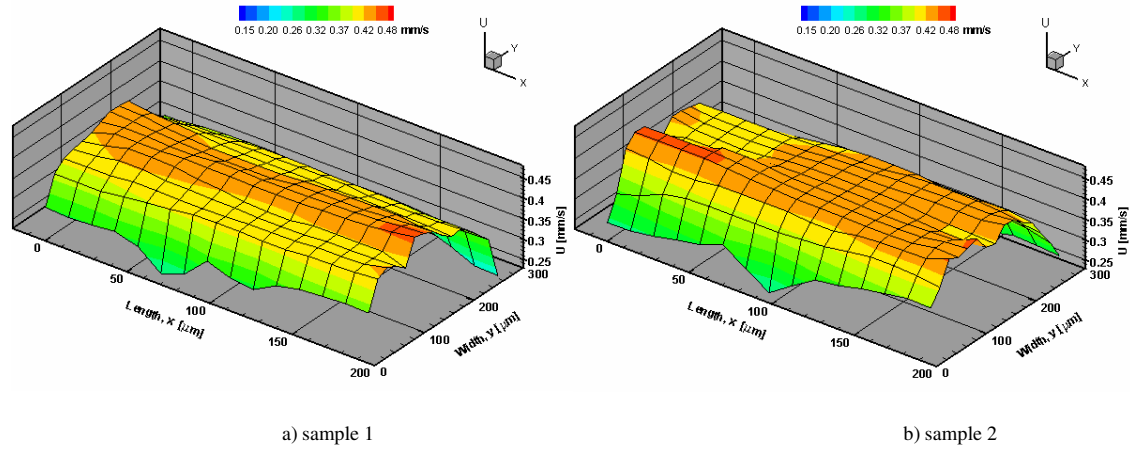 0.15 0.20 0.26 0.32 0.37 0.42 0.48 mm/s
U
Y
X
0.45
0.4
0.35
0.3
0.25
U [mm/s]
0
50
100
150
200
Length, x [μm]
0
100
200
300
Width, y [μm]
a) sample 1
0.15 0.20 0.26 0.32 0.37 0.42 0.48 mm/s
U
Y
X
0.45
0.4
0.35
0.3
0.25
U [mm/s]
0
50
100
150
200
Length, x [μm]
0
100
200
300
Width, y [μm]
b) sample 2